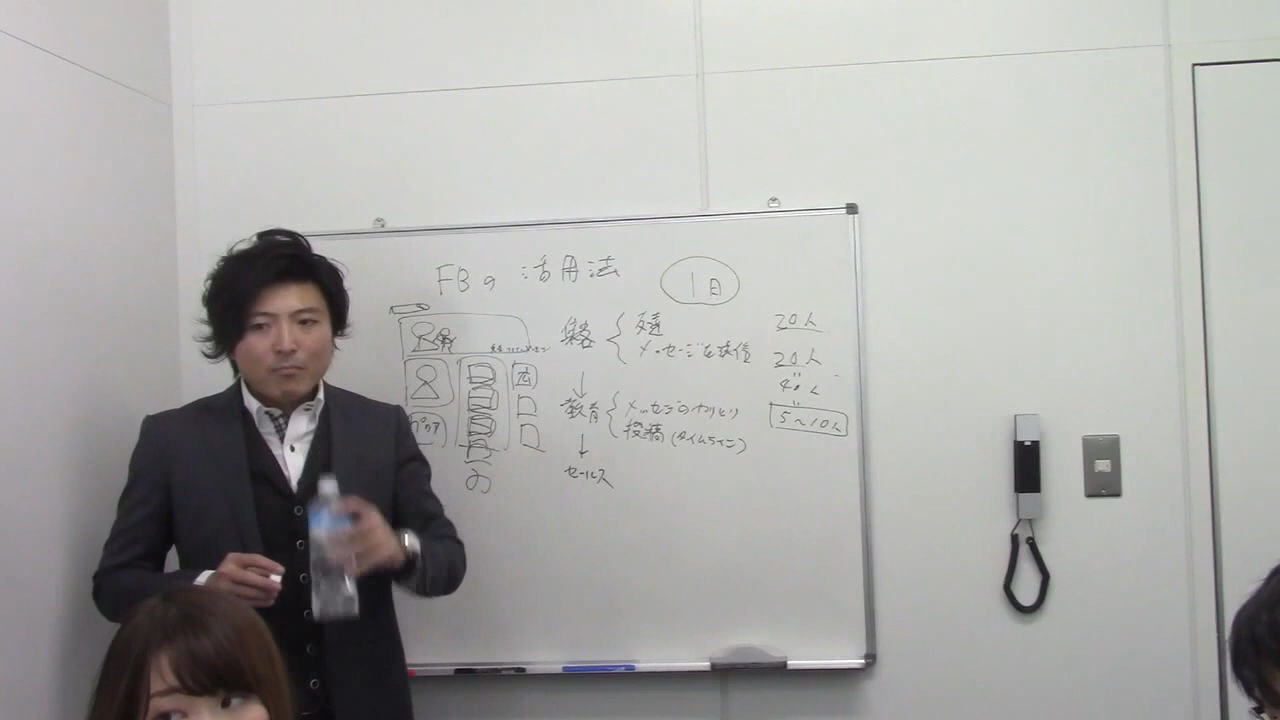 FBの活用法
1日
集客
友達
メッセージを送信
20人
20人
40人
5〜10人
広
教育
メッセージのやりとり
投稿(タイムライン)
セールス